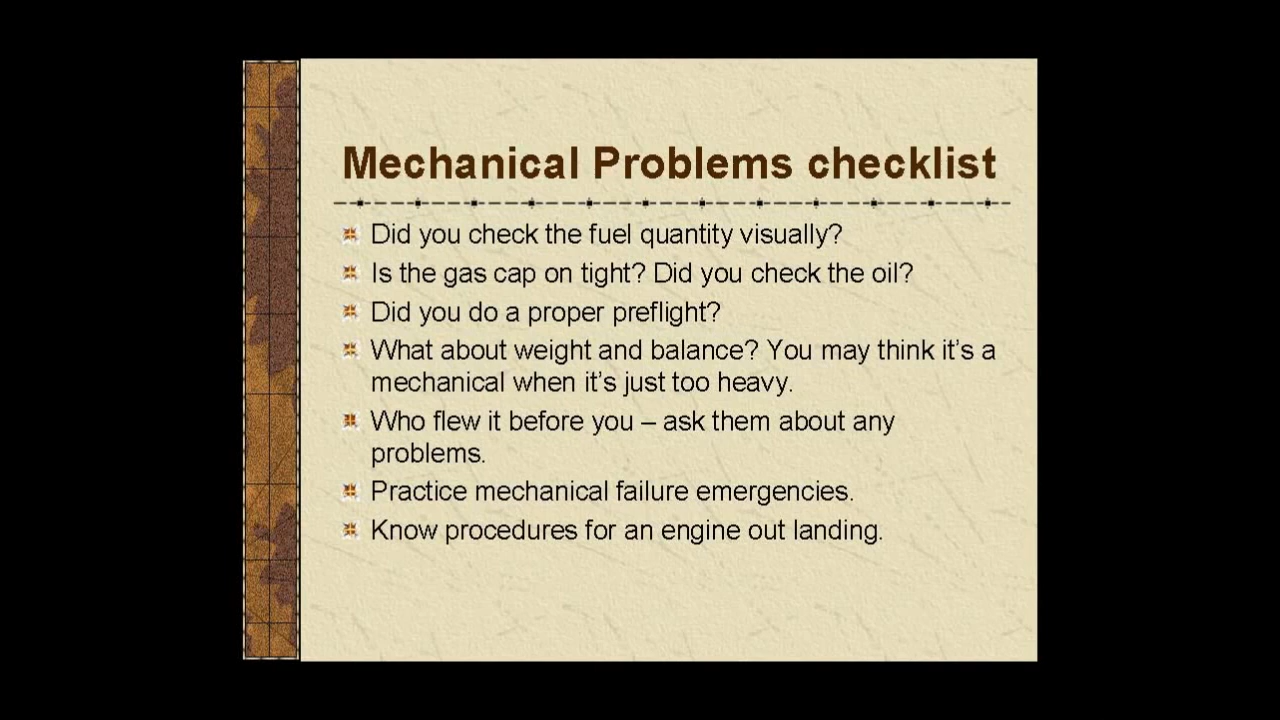 Mechanical Problems checklist
Did you check the fuel quantity visually?
Is the gas cap on tight? Did you check the oil?
Did you do a proper preflight?
What about weight and balance? You may think it’s a
mechanical when it’s just too heavy.
Who flew it before you – ask them about any
problems.
Practice mechanical failure emergencies.
Know procedures for an engine out landing.